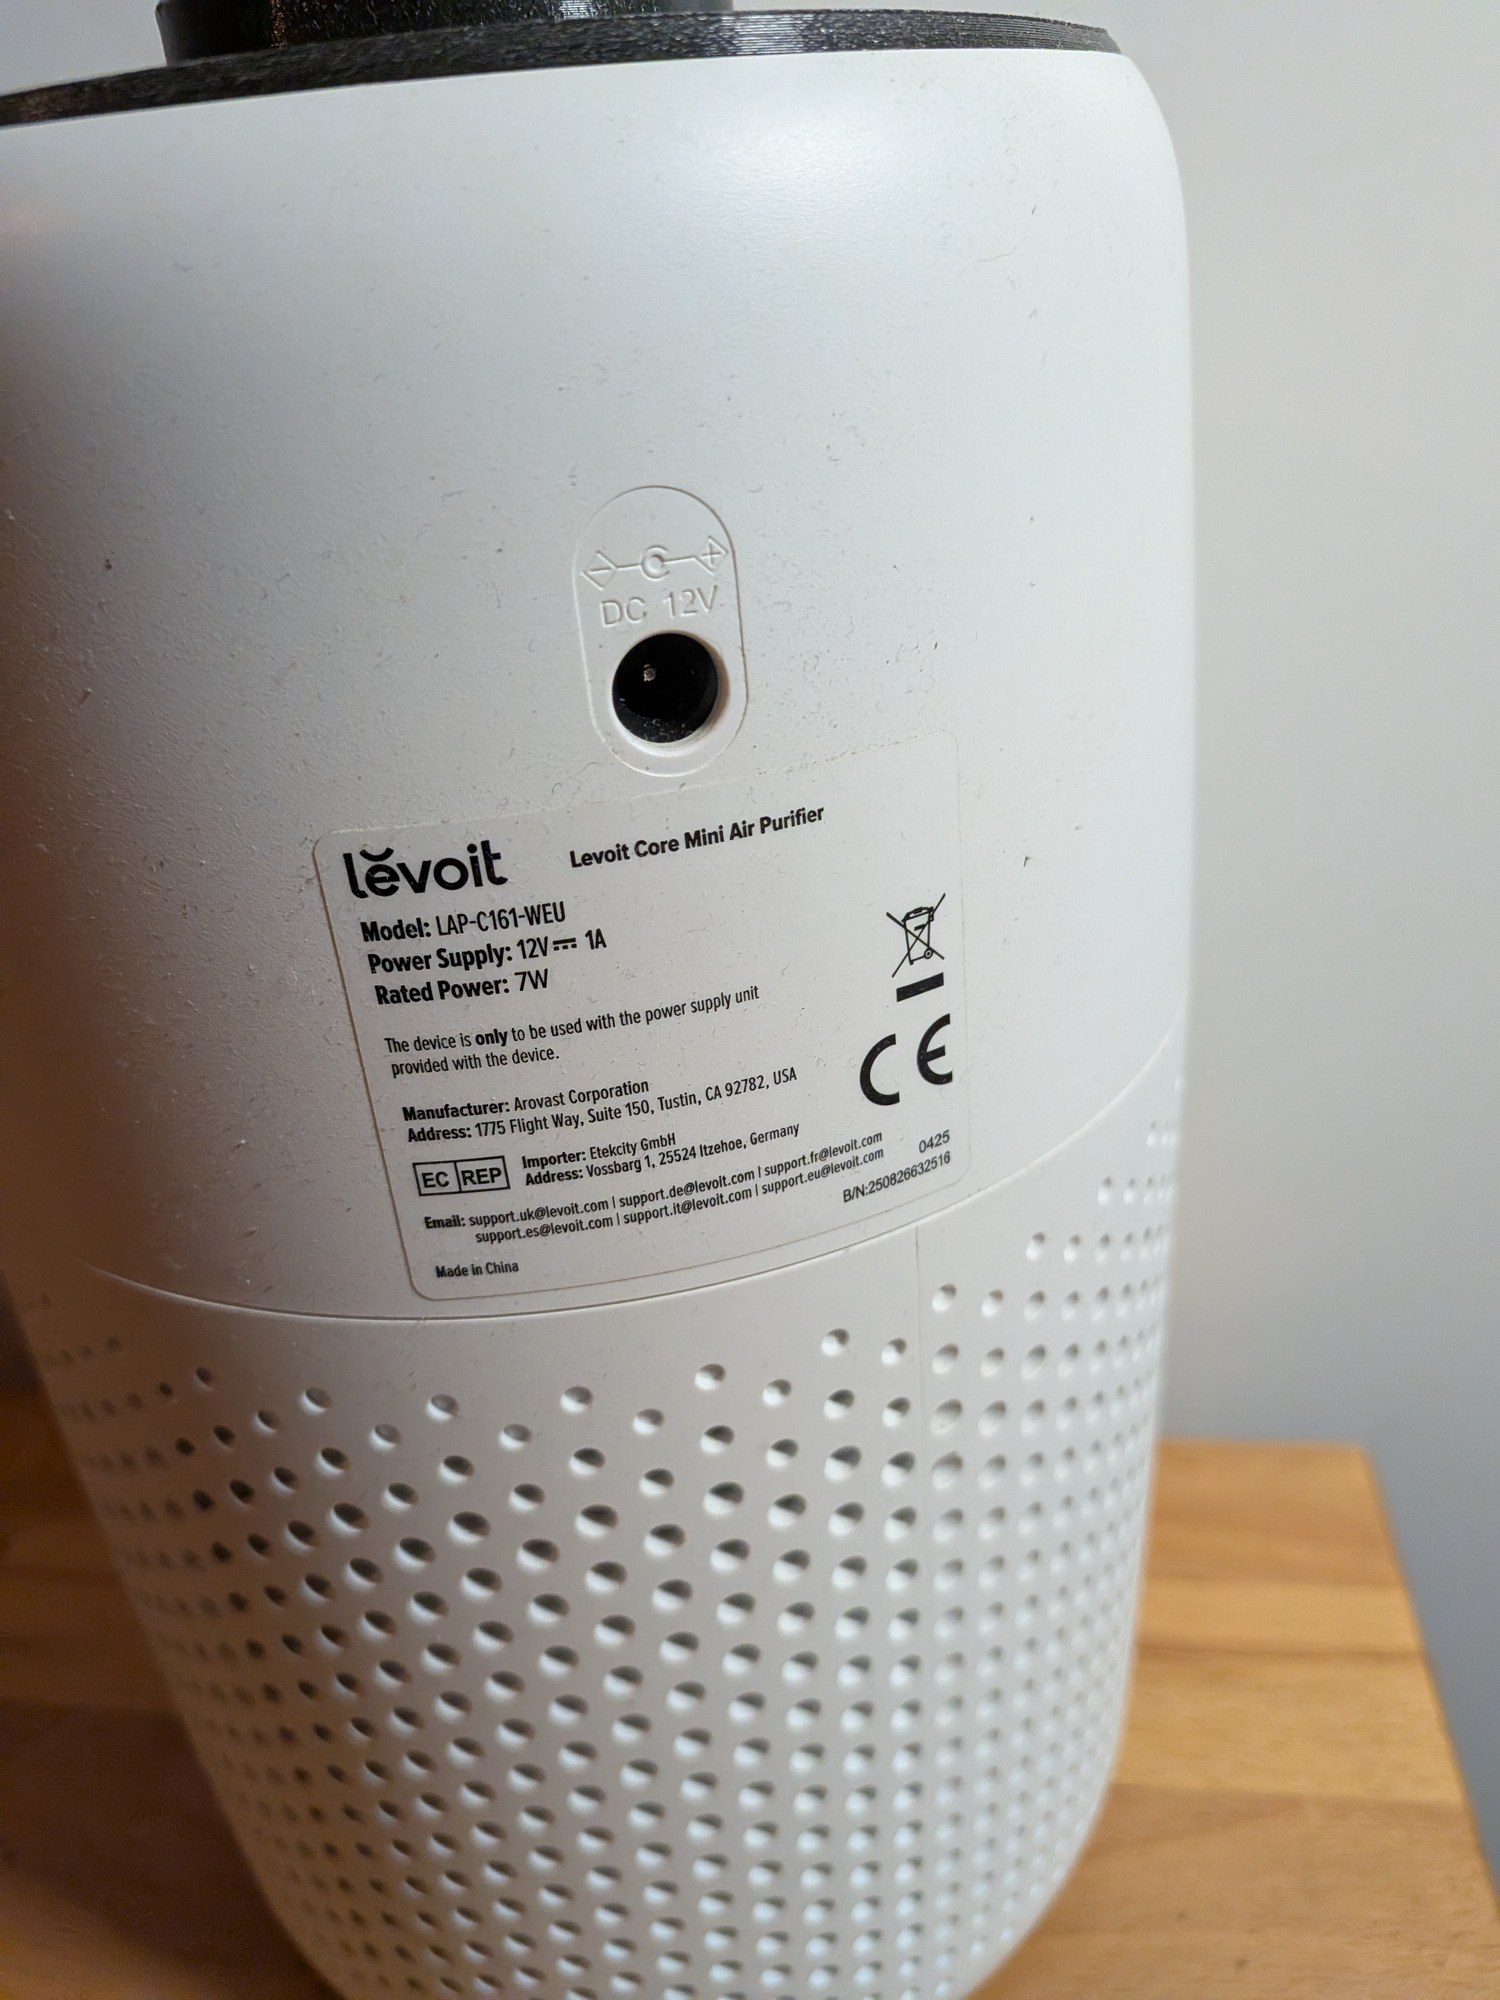 DC 12V
levoit
Levoit Core Mini Air Purifier
Model: LAP-C161-WEU
Power Supply: 12V⎓ 1A
Rated Power: 7W
The device is only to be used with the power supply unit
provided with the device.
Manufacturer: Arovast Corporation
Address: 1775 Flight Way, Suite 150, Tustin, CA 92782, USA
CE
EC REP
Importer: Etekcity GmbH
Address: Vossbarg 1, 25524 Itzehoe, Germany
Email: support.uk@levoit.com | support.de@levoit.com | support.fr@levoit.com
support.es@levoit.com | support.it@levoit.com | support.eu@levoit.com
0425
B/N:250826632516
Made in China